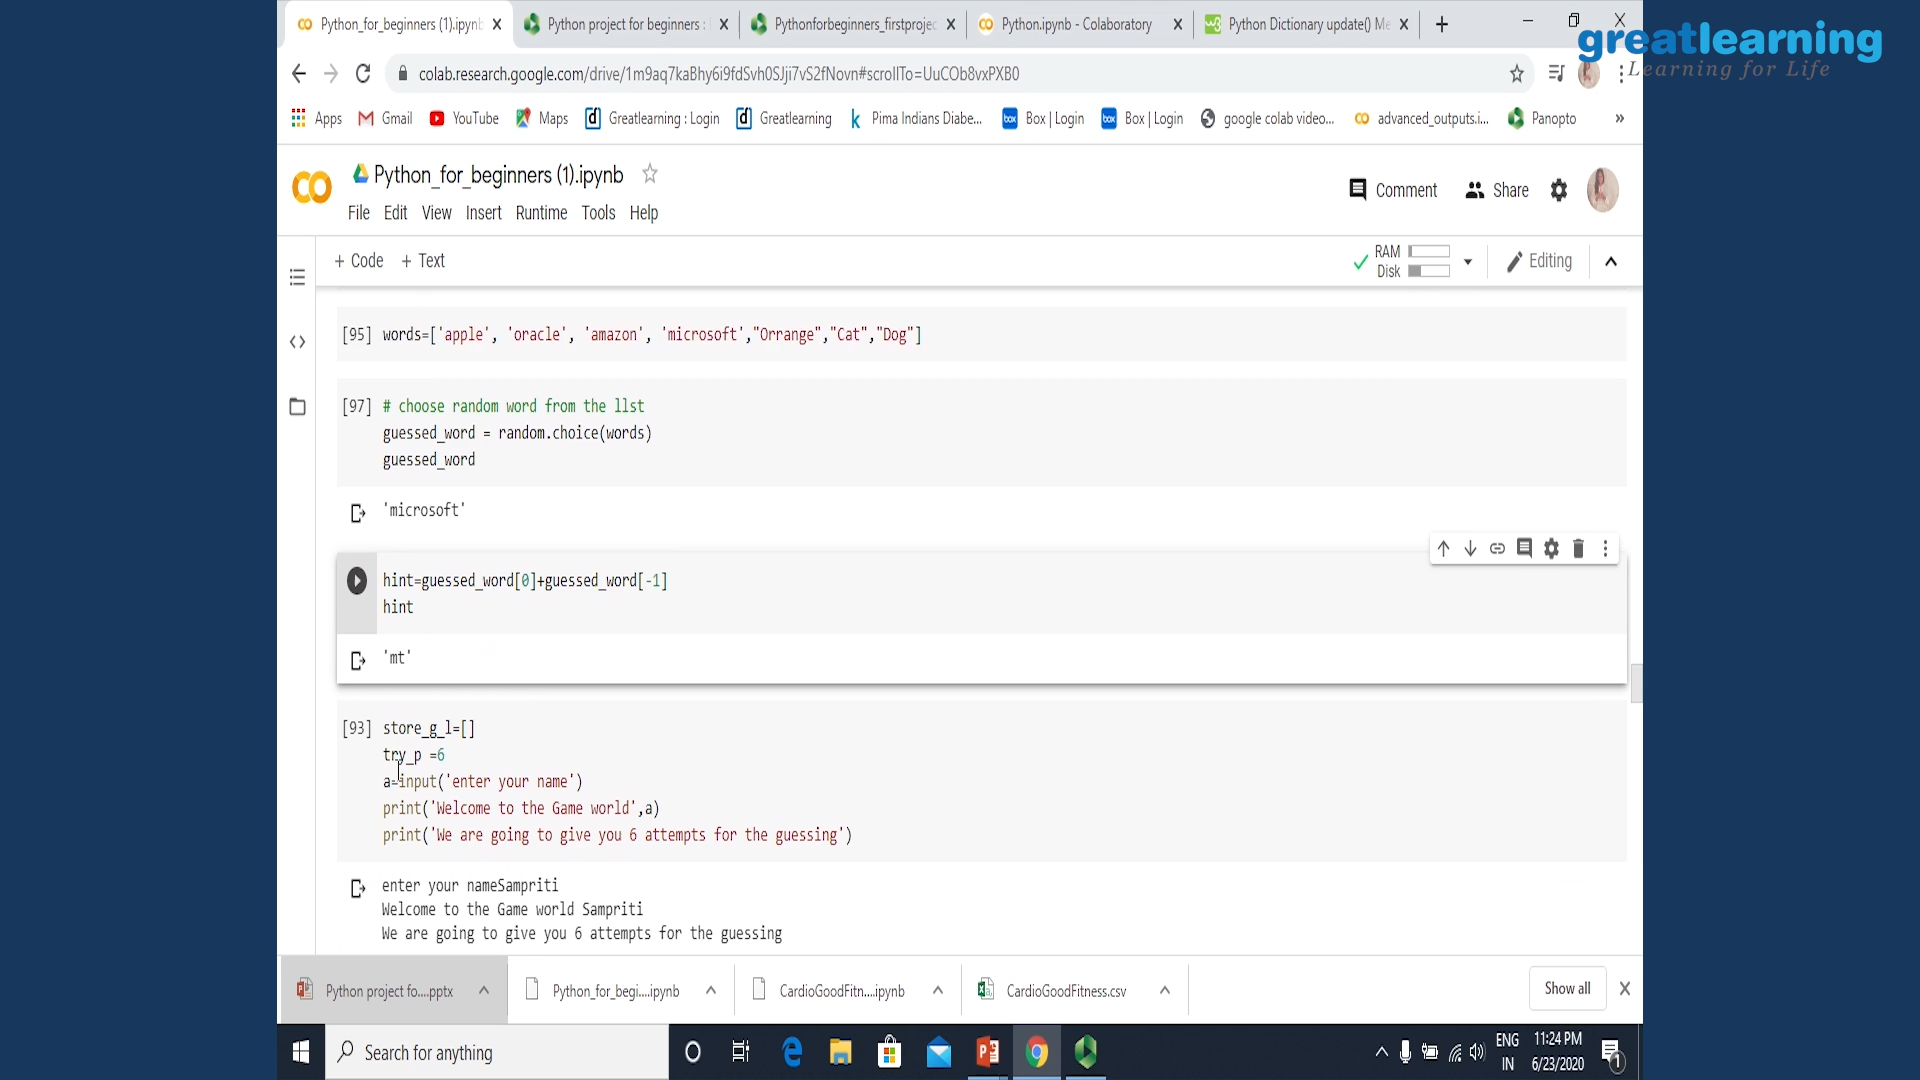 Python_for_beginners (1).ipynb
Python project for beginners :
Pythonforbeginners_firstprojec
Python.ipynb - Colaboratory
Python Dictionary update() Me
greatlearning
Learning for Life
colab.research.google.com/drive/1m9aq7kaBhy6i9fdSvh0SJji7vS2fNovn#scrollTo=UuCOb8vxPXB0
Apps
Gmail
YouTube
Maps
Greatlearning : Login
Greatlearning
Pima Indians Diabe...
Box | Login
Box | Login
google colab video...
advanced_outputs.i...
Panopto
»
Python_for_beginners (1).ipynb
Comment
Share
File Edit View Insert Runtime Tools Help
+ Code + Text
RAM
Disk
Editing
[95] words=['apple', 'oracle', 'amazon', 'microsoft',"Orrange","Cat","Dog"]
[97] # choose random word from the llst
guessed_word = random.choice(words)
guessed_word
'microsoft'
hint=guessed_word[0]+guessed_word[-1]
hint
'mt'
[93] store_g_l=[]
try_p =6
a=input('enter your name')
print('Welcome to the Game world',a)
print('We are going to give you 6 attempts for the guessing')
enter your nameSampriti
Welcome to the Game world Sampriti
We are going to give you 6 attempts for the guessing
Python project fo....pptx
Python_for_begi....ipynb
CardioGoodFitn....ipynb
CardioGoodFitness.csv
Show all
Search for anything
ENG
IN
11:24 PM
6/23/2020
1